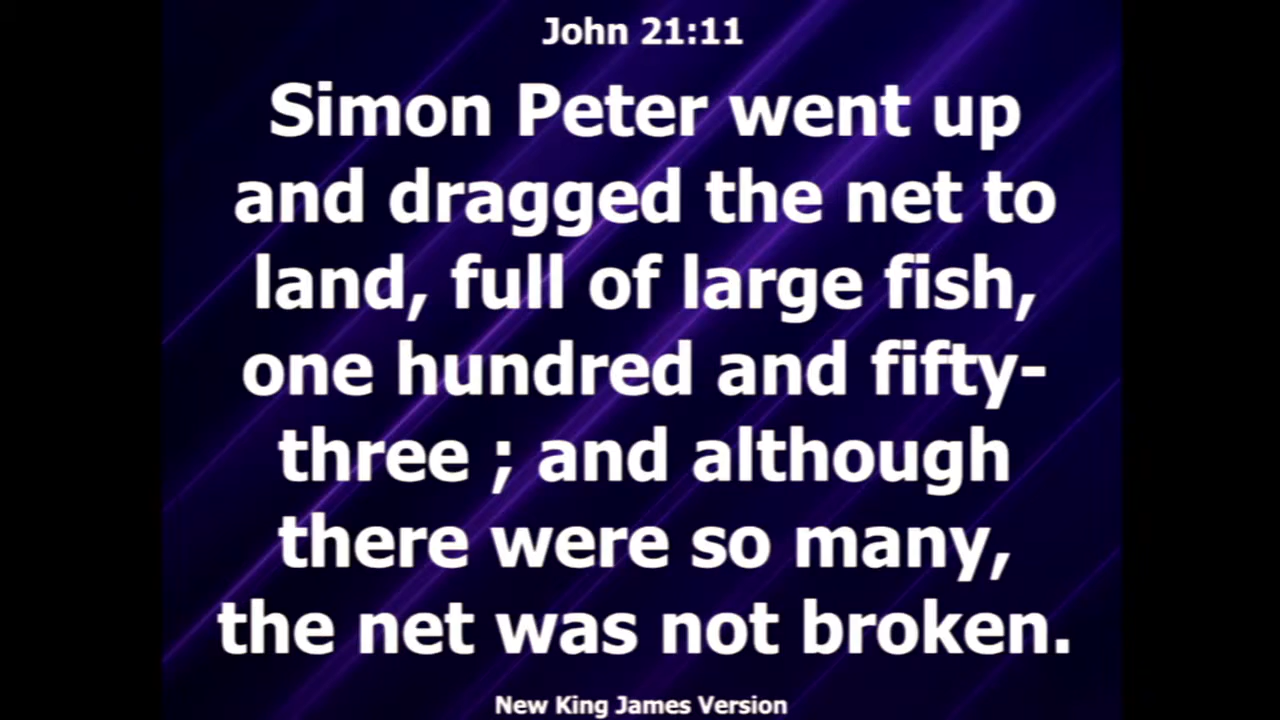 John 21:11
Simon Peter went up
and dragged the net to
land, full of large fish,
one hundred and fifty-
three ; and although
there were so many,
the net was not broken.
New King James Version